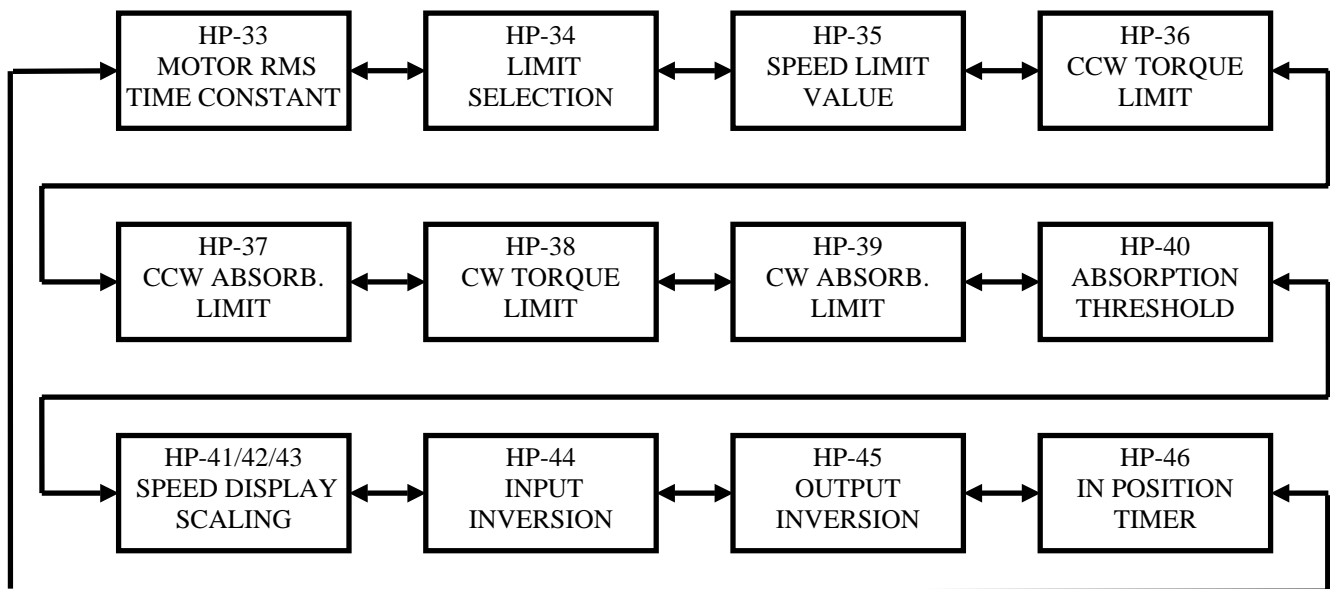 HP-33
MOTOR RMS
TIME CONSTANT
HP-34
LIMIT
SELECTION
HP-35
SPEED LIMIT
VALUE
HP-36
CCW TORQUE
LIMIT
HP-37
CCW ABSORB.
LIMIT
HP-38
CW TORQUE
LIMIT
HP-39
CW ABSORB.
LIMIT
HP-40
ABSORPTION
THRESHOLD
HP-41/42/43
SPEED DISPLAY
SCALING
HP-44
INPUT
INVERSION
HP-45
OUTPUT
INVERSION
HP-46
IN POSITION
TIMER